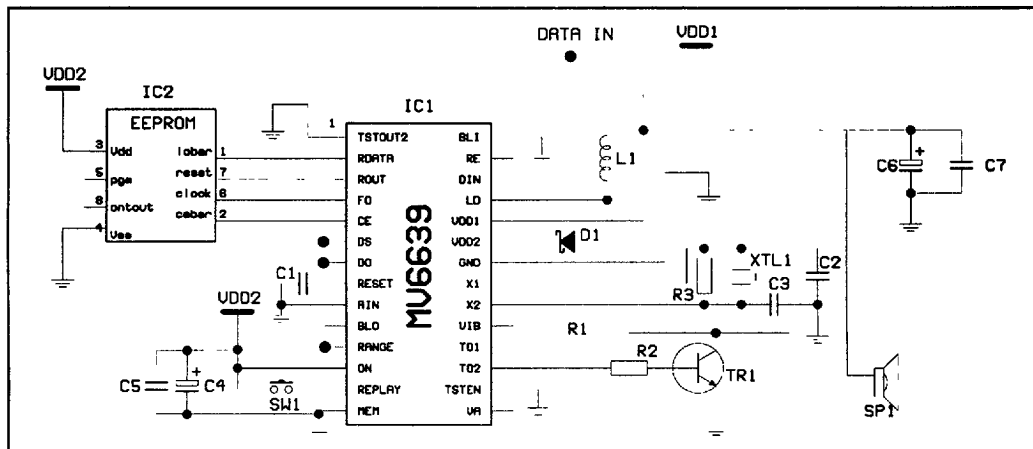 DATA IN
VDD1
VDD2
IC2
EEPROM
3 Vdd
5 pgm
8 ontout
4 Vss
lobar 1
reset 7
clock 6
cebar 2
IC1
MV6639
1 TSTOUT2
RDATA
ROUT
FO
CE
DS
DO
RESET
AIN
BLO
RANGE
ON
REPLAY
MEM
BLI
RE
DIN
LD
VDD1
VDD2
GND
X1
X2
VIB
TO1
TO2
TSTEN
VA
L1
D1
C1
VDD2
C5
+
C4
SW1
R3
XTL1
C3
C2
R1
R2
TR1
C6
+
C7
SP1